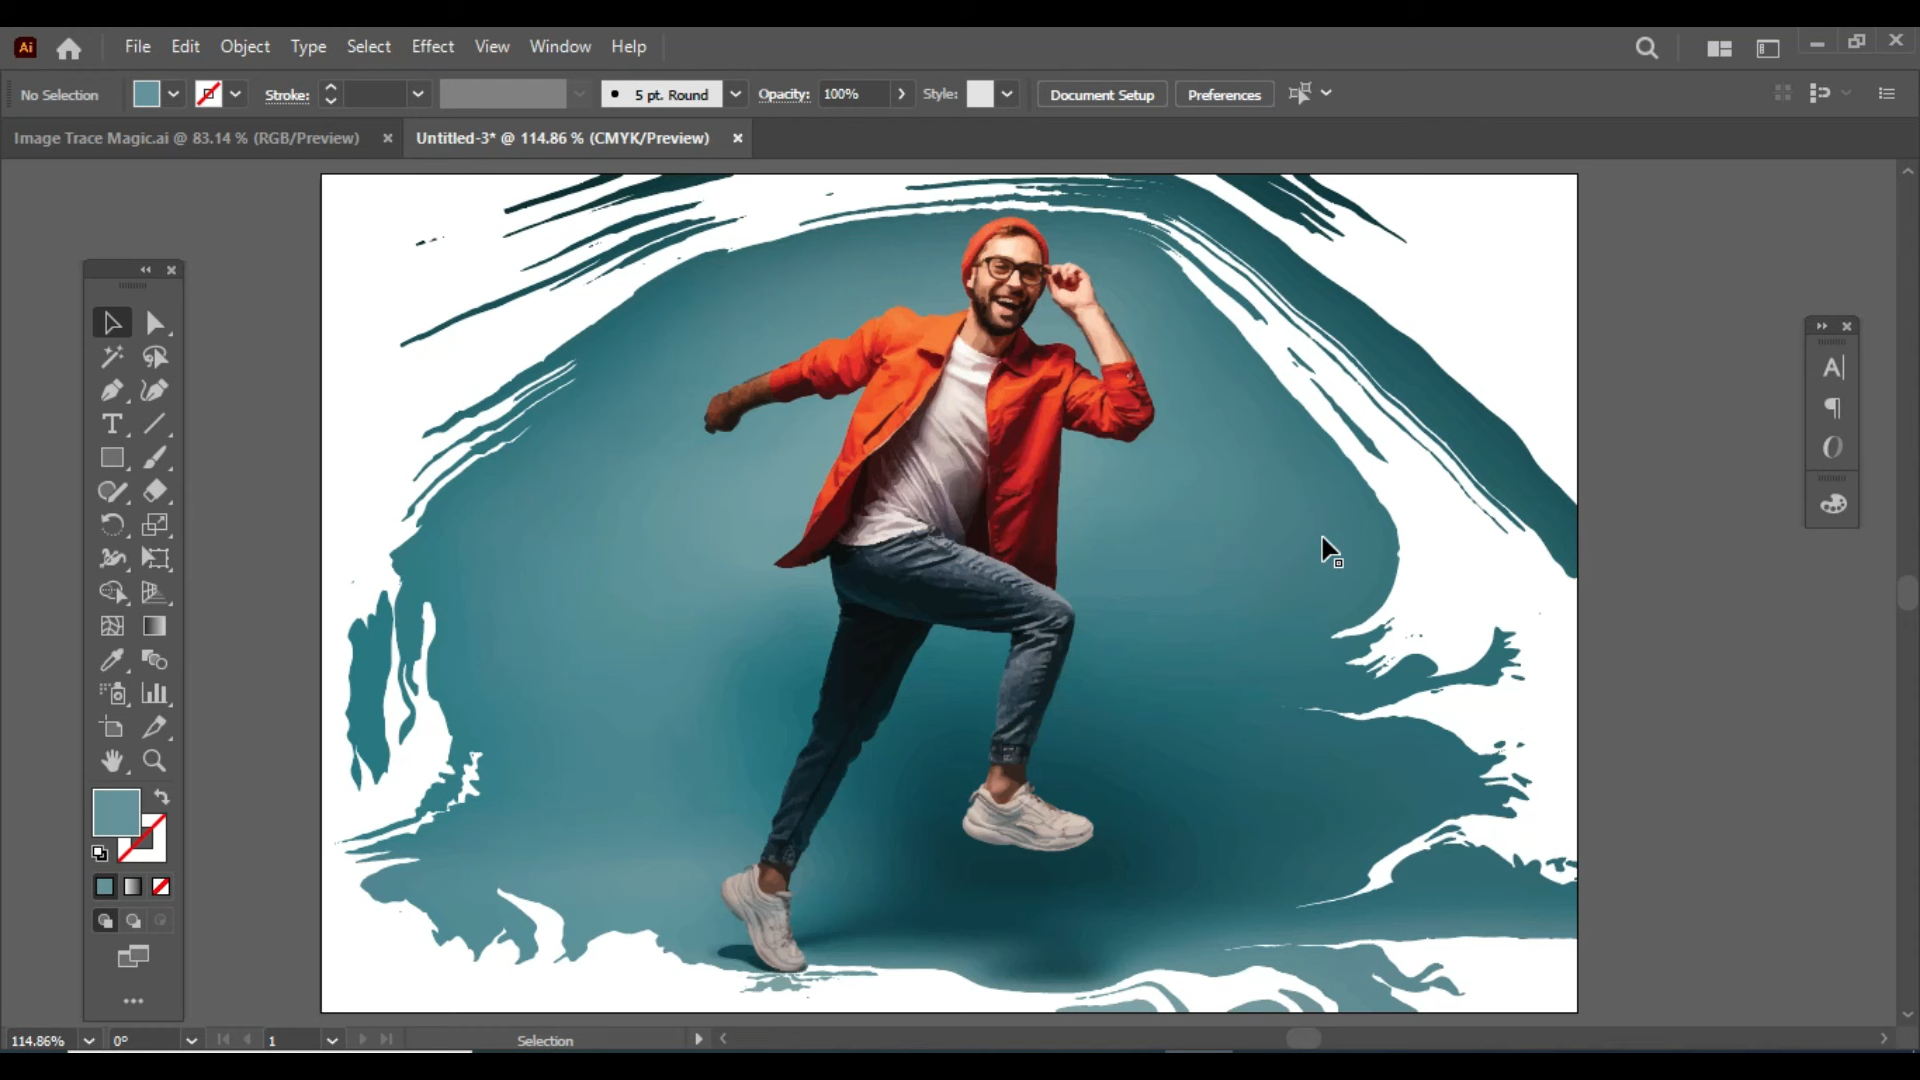 Ai File Edit Object Type Select Effect View Window Help
No Selection Stroke: 5 pt. Round Opacity: 100% Style: Document Setup Preferences
Image Trace Magic.ai @ 83.14 % (RGB/Preview) Untitled-3* @ 114.86 % (CMYK/Preview)
114.86% 0° 1 Selection